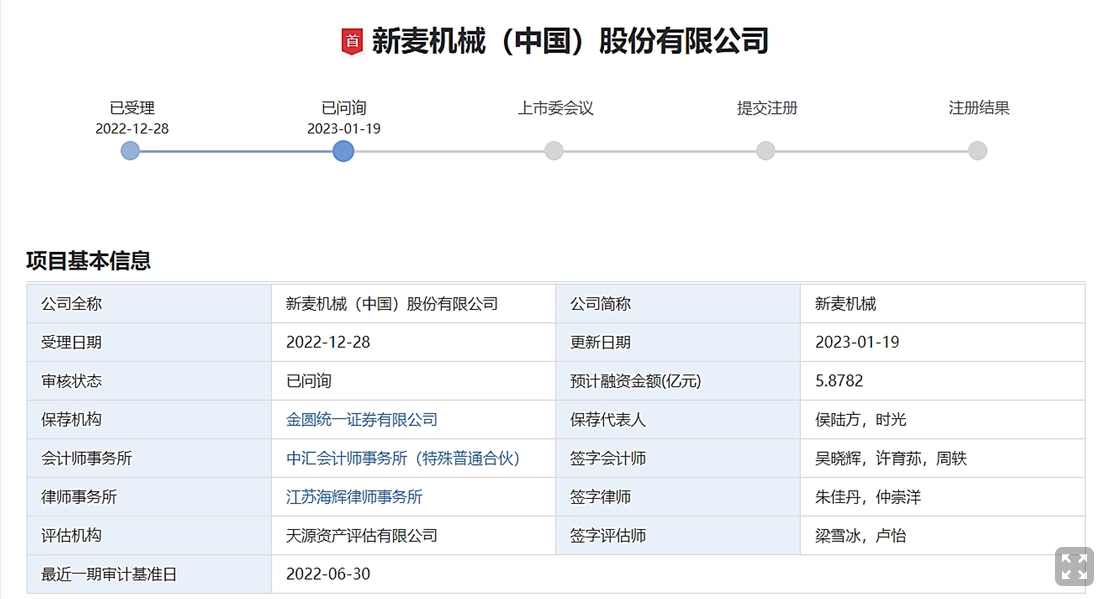 首 新麦机械（中国）股份有限公司
已受理 已问询 上市委会议 提交注册 注册结果
2022-12-28 2023-01-19
项目基本信息
公司全称 新麦机械（中国）股份有限公司 公司简称 新麦机械
受理日期 2022-12-28 更新日期 2023-01-19
审核状态 已问询 预计融资金额(亿元) 5.8782
保荐机构 金圆统一证券有限公司 保荐代表人 侯陆方，时光
会计师事务所 中汇会计师事务所（特殊普通合伙） 签字会计师 吴晓辉，许育荪，周轶
律师事务所 江苏海辉律师事务所 签字律师 朱佳丹，仲崇洋
评估机构 天源资产评估有限公司 签字评估师 梁雪冰，卢怡
最近一期审计基准日 2022-06-30